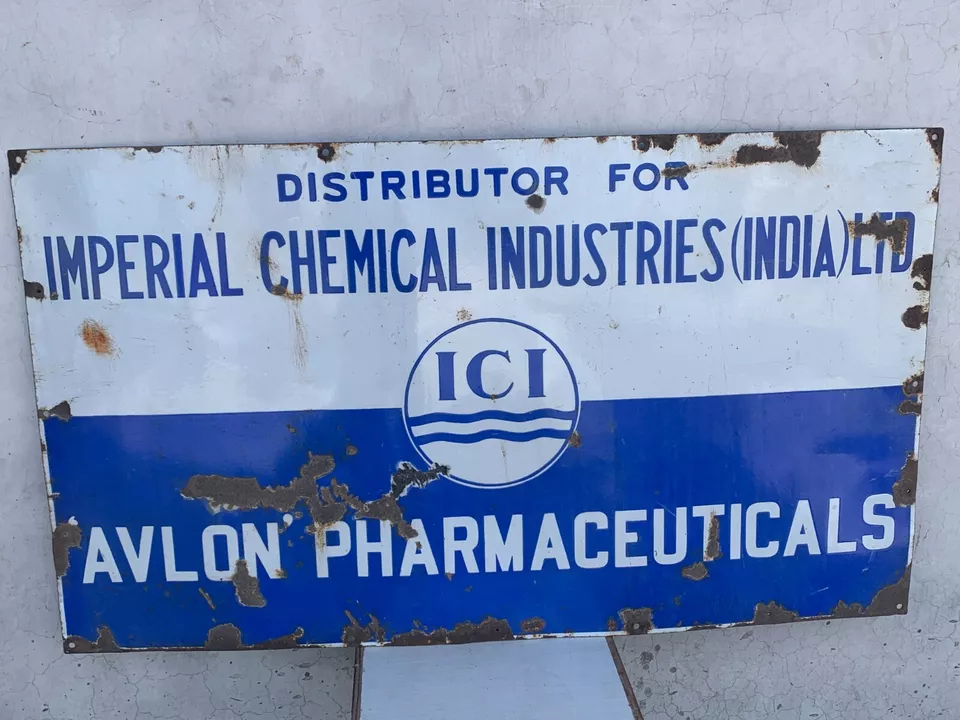 DISTRIBUTOR FOR
IMPERIAL CHEMICAL INDUSTRIES (INDIA) LTD
ICI
'AVLON' PHARMACEUTICALS